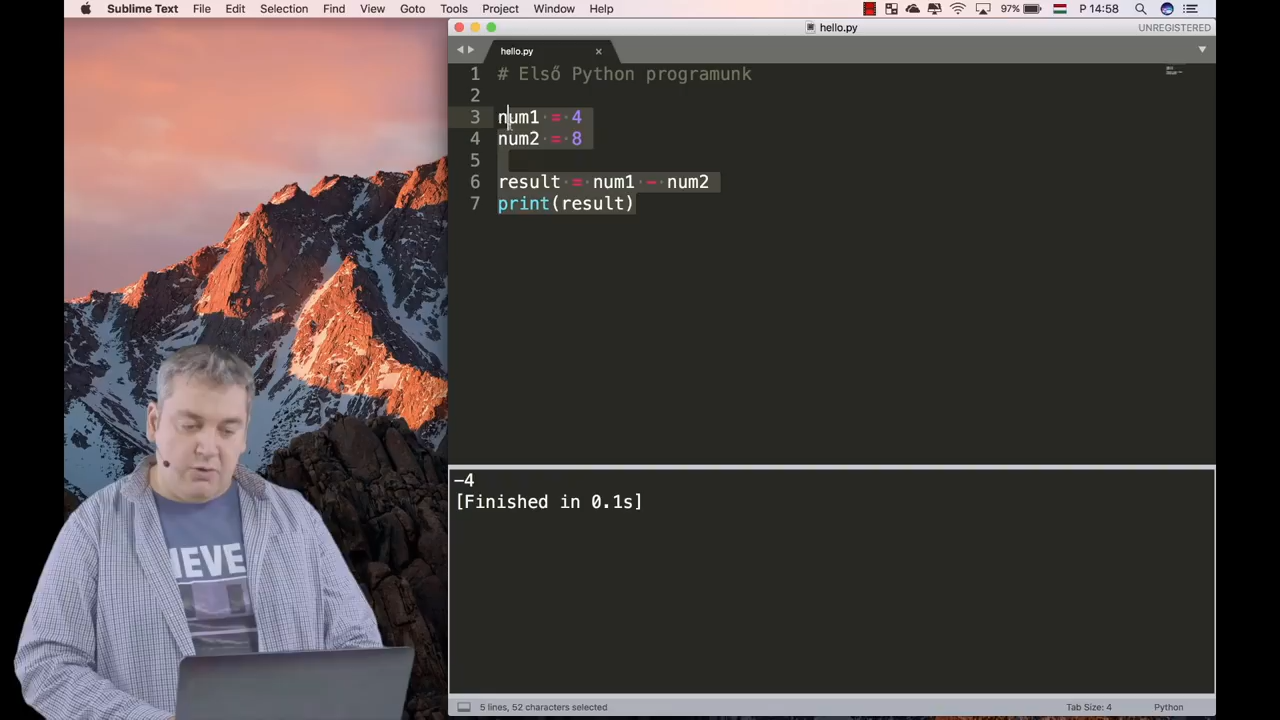 Sublime Text File Edit Selection Find View Goto Tools Project Window Help 97% P 14:58
hello.py UNREGISTERED
hello.py ×
1 # Első Python programunk
2
3 num1 = 4
4 num2 = 8
5
6 result = num1 - num2
7 print(result)
-4
[Finished in 0.1s]
IEVE
5 lines, 52 characters selected Tab Size: 4 Python